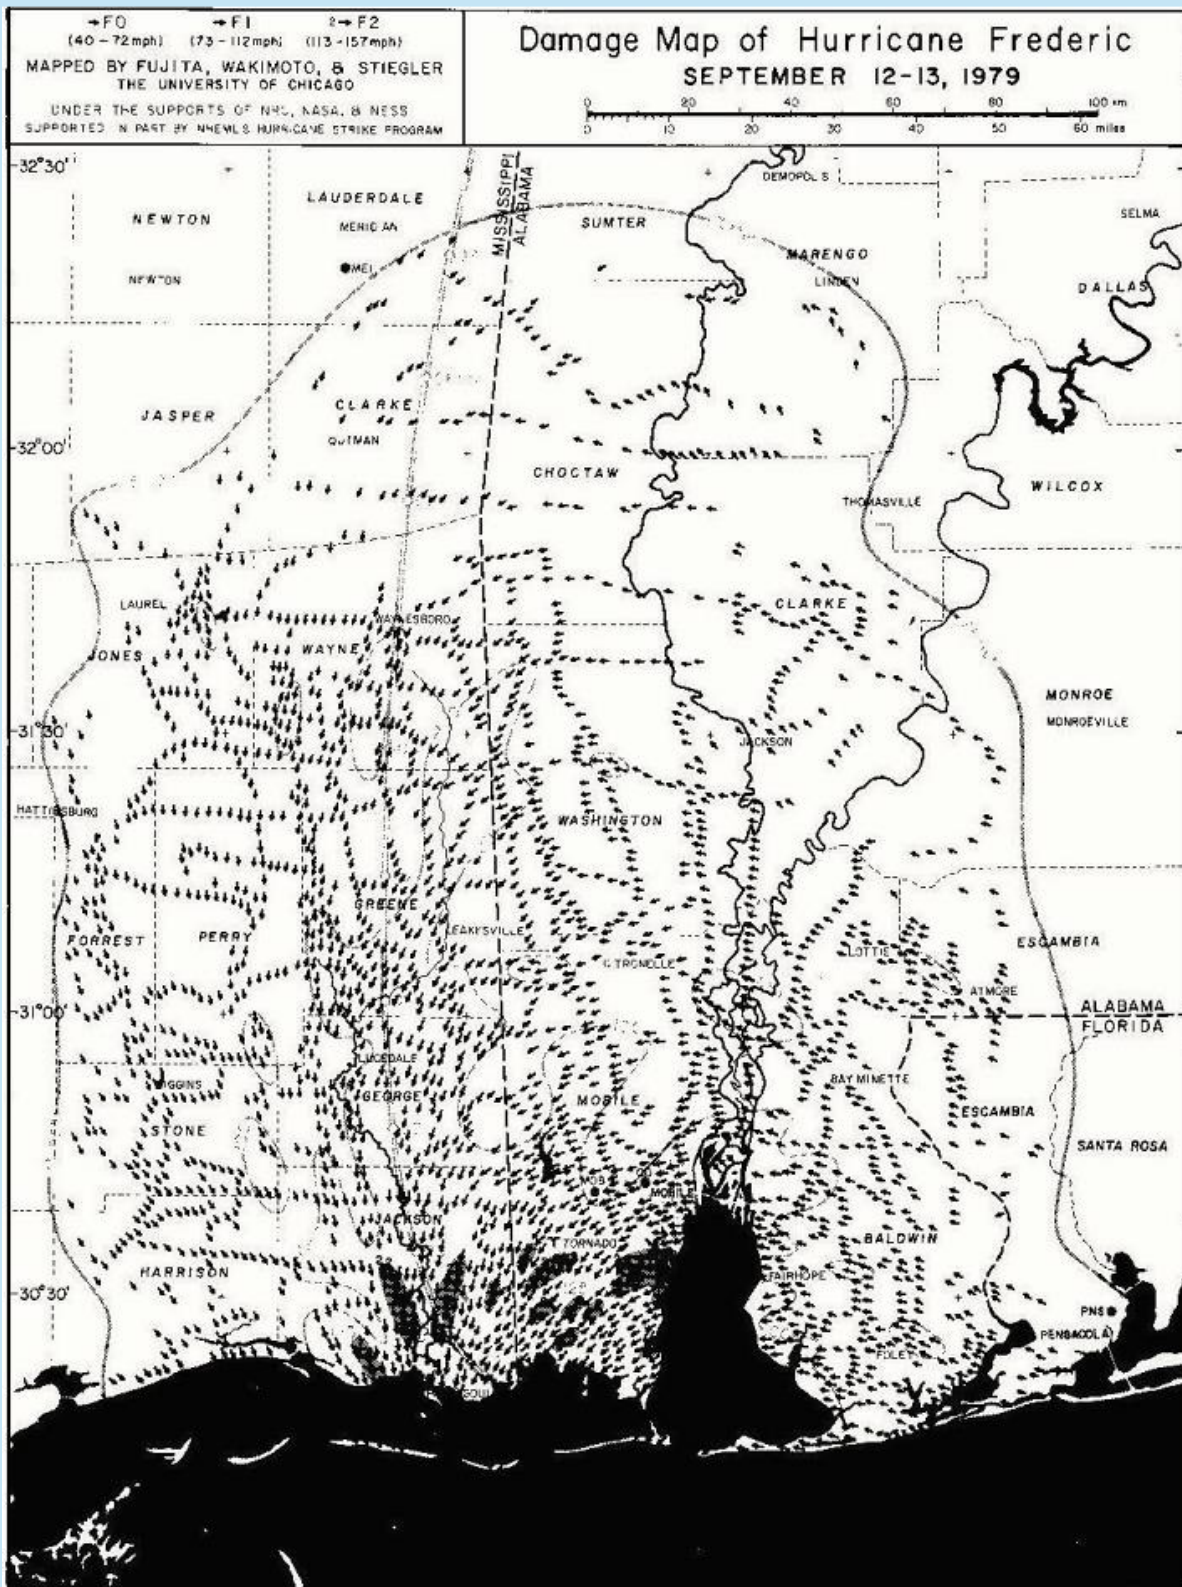 →F0 →F1 2→F2
(40-72mph) (73-112mph) (113-157mph)
MAPPED BY FUJITA, WAKIMOTO, & STIEGLER
THE UNIVERSITY OF CHICAGO
UNDER THE SUPPORTS OF NASA, & NESS
SUPPORTED IN PART BY HURRICANE STRIKE PROGRAM
Damage Map of Hurricane Frederic
SEPTEMBER 12-13, 1979
0 20 40 60 80 100 km
0 10 20 30 40 50 60 miles
32°30'
MISSISSIPPI
ALABAMA
DEMOPOLIS
LAUDERDALE
NEWTON
MERIDIAN
SUMTER
SELMA
MARENGO
MEI
NEWTON
LINDEN
DALLAS
JASPER
CLARKE
QUITMAN
32°00'
CHOCTAW
WILCOX
THOMASVILLE
LAUREL
WAYNESBORO
CLARKE
JONES
WAYNE
MONROE
MONROEVILLE
31°30'
JACKSON
HATTIESBURG
WASHINGTON
GREENE
LEAKESVILLE
FORREST
PERRY
CITRONELLE
LOTTIE
ESCAMBIA
ATMORE
31°00'
ALABAMA
FLORIDA
LUCEDALE
WIGGINS
GEORGE
MOBILE
BAY MINETTE
ESCAMBIA
STONE
SANTA ROSA
MOB
MOBILE
JACKSON
TORNADO
BALDWIN
HARRISON
FAIRHOPE
30°30'
PNS
PENSACOLA
FOLEY